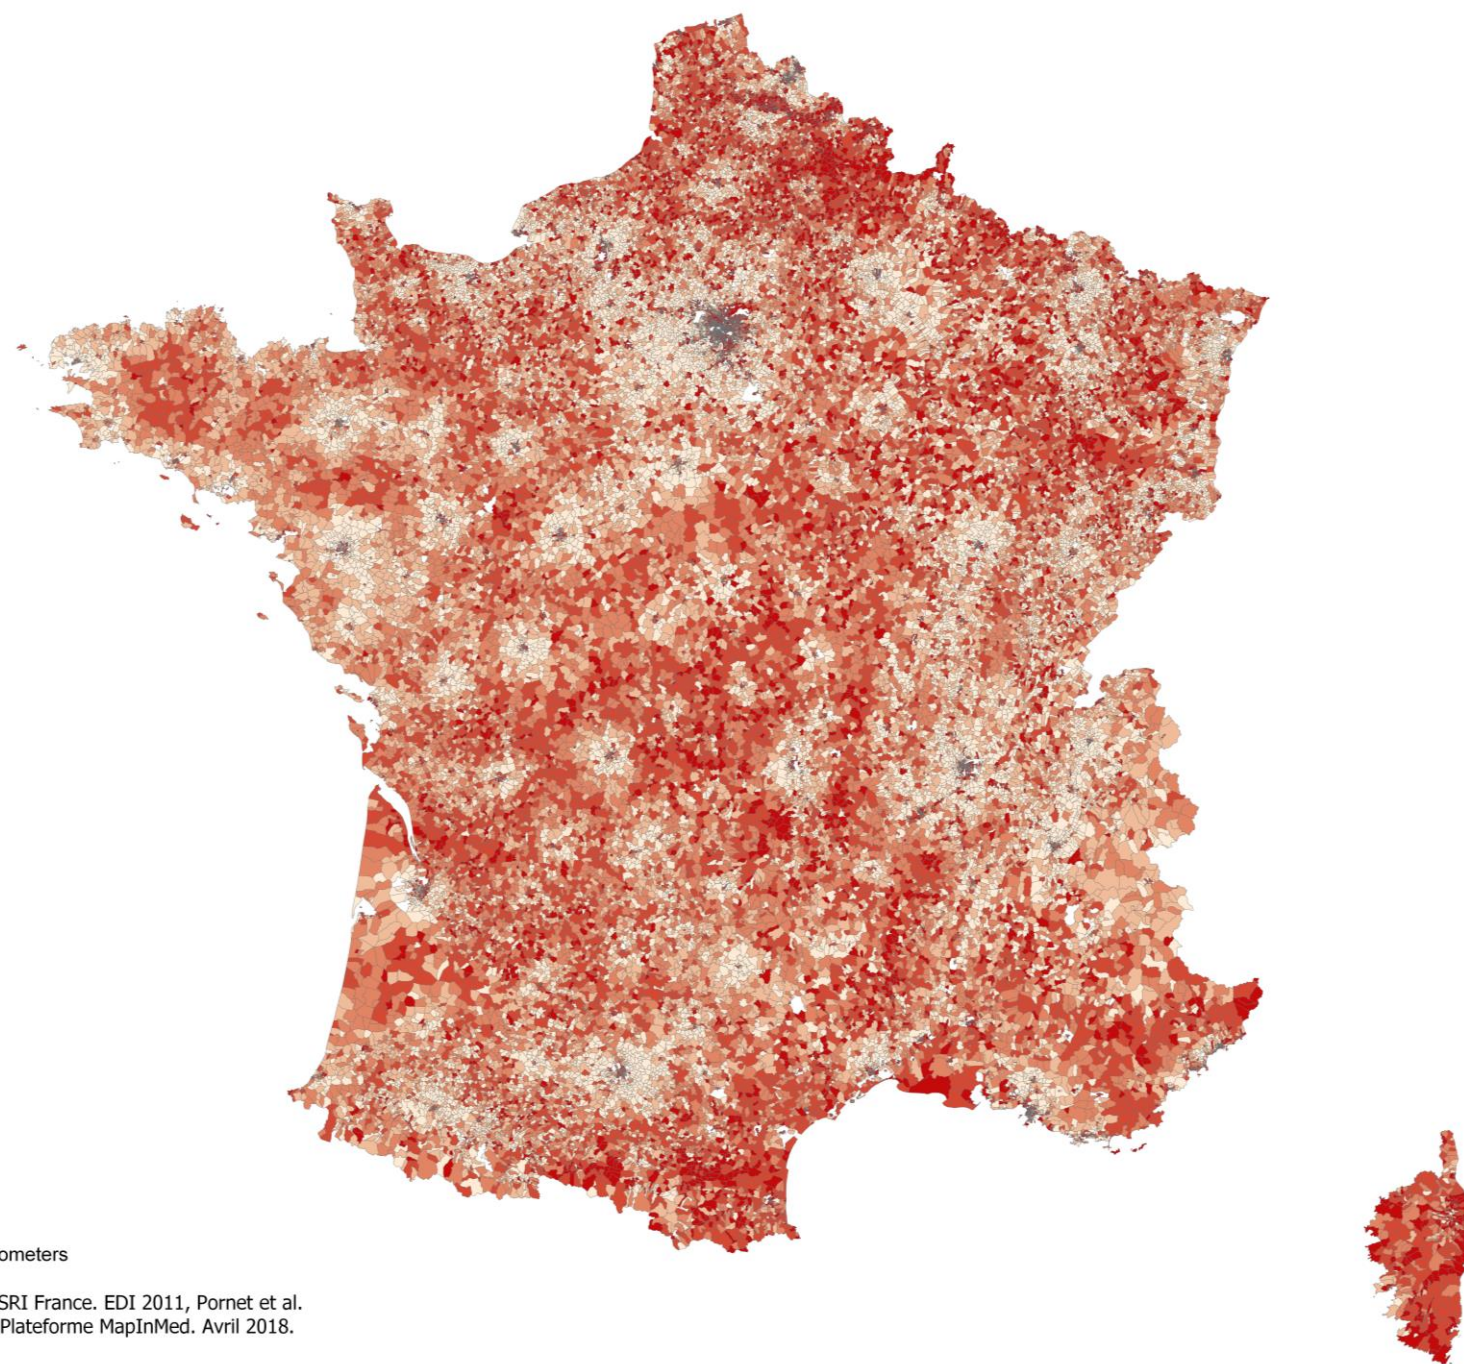 ometers
SRI France. EDI 2011, Pornet et al.
Plateforme MapInMed. Avril 2018.